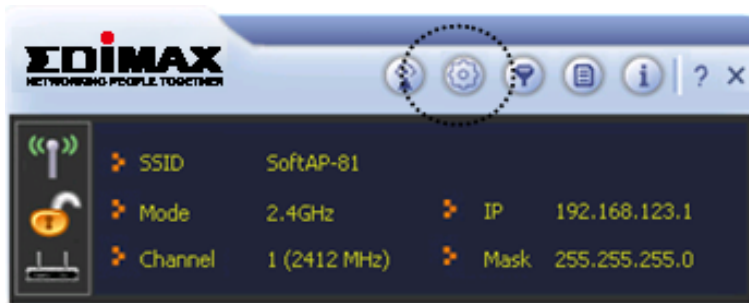 EDIMAX
NETWORKING PEOPLE TOGETHER
i ? ×
SSID SoftAP-81
Mode 2.4GHz IP 192.168.123.1
Channel 1 (2412 MHz) Mask 255.255.255.0